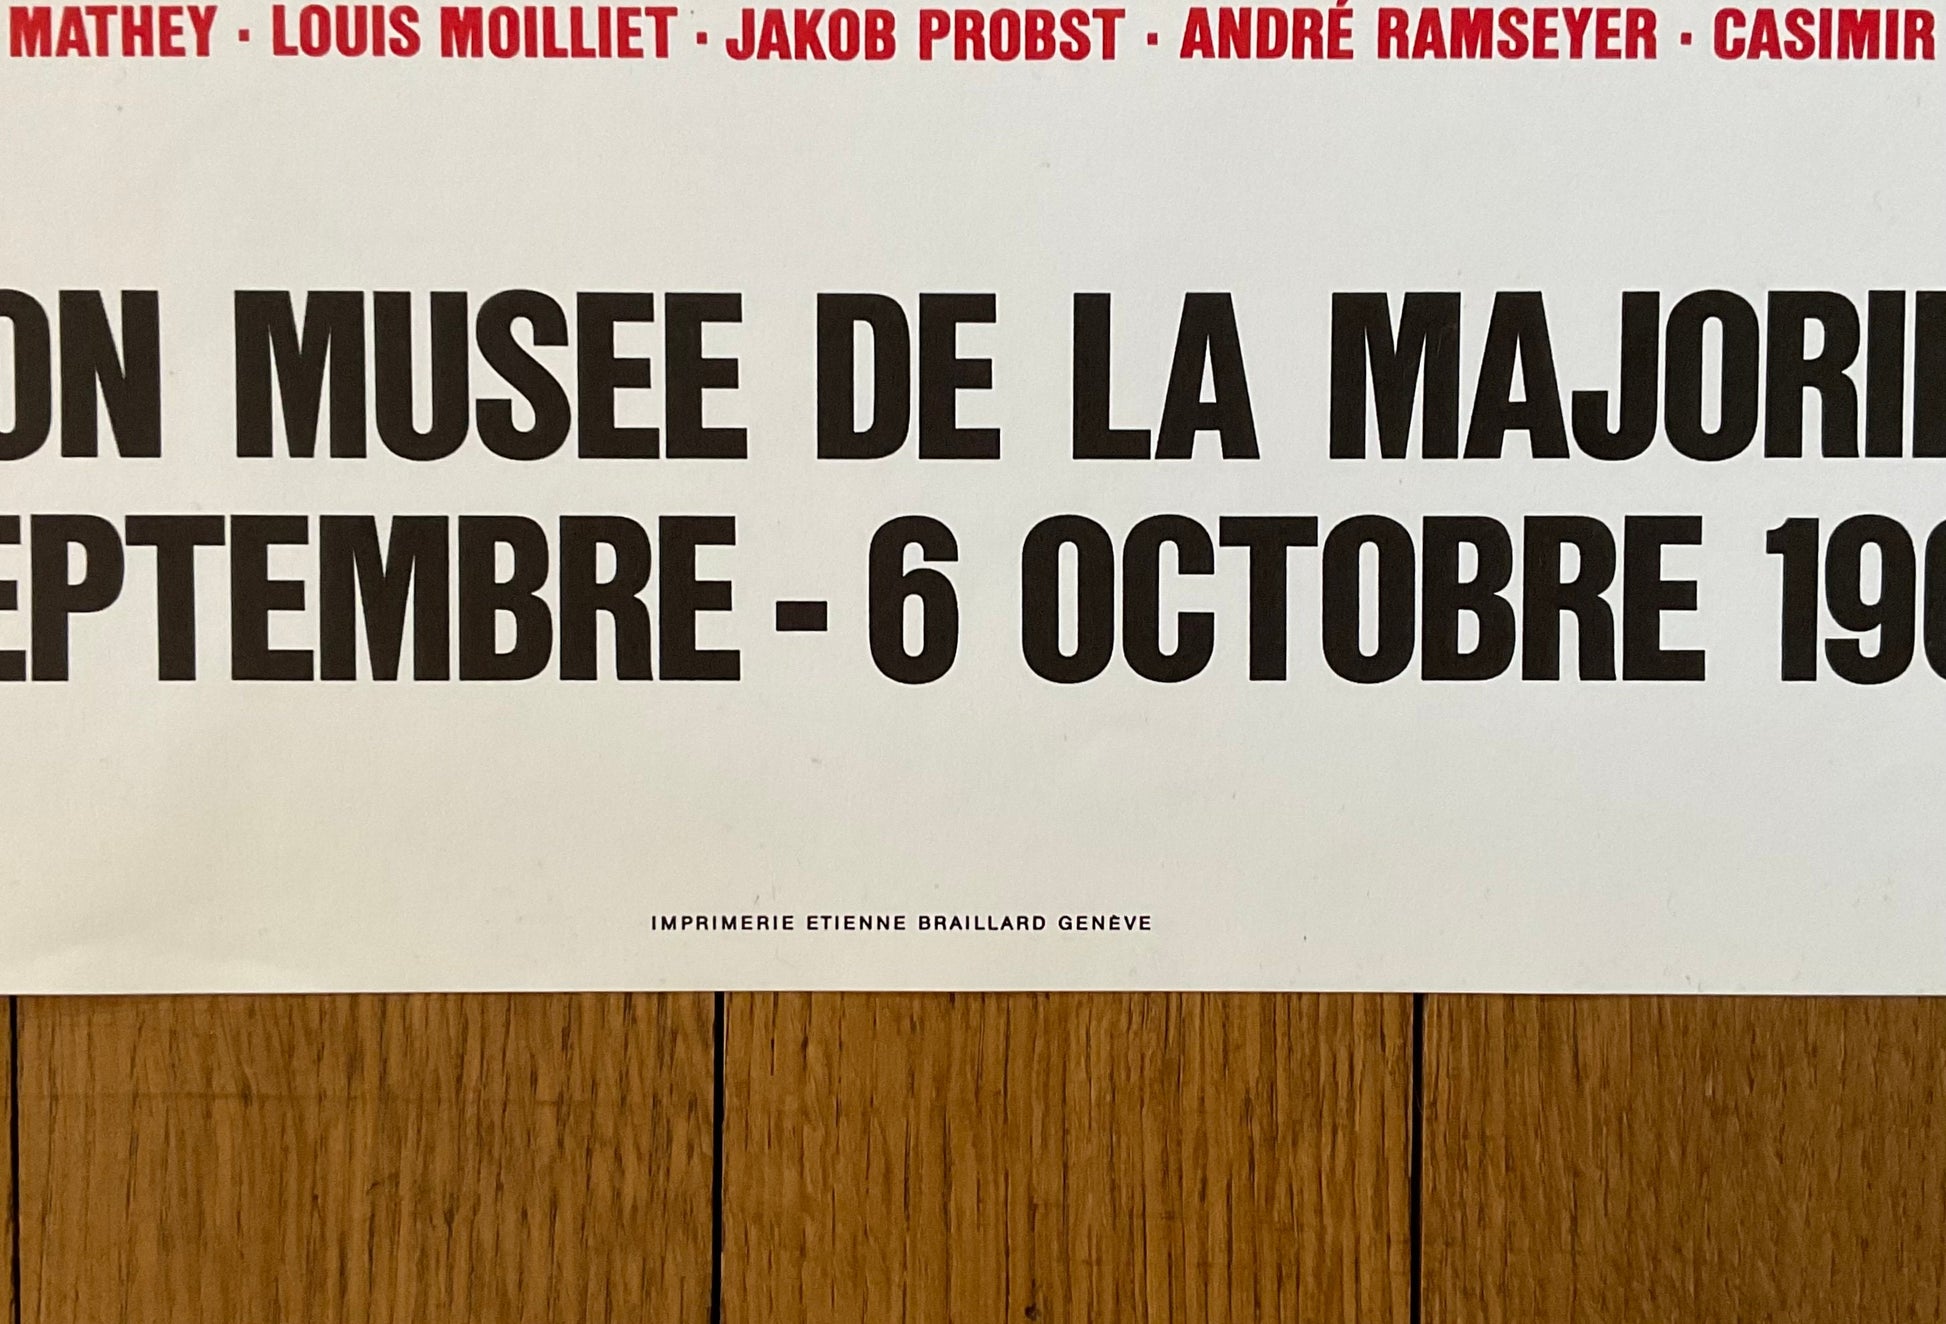 MATHEY · LOUIS MOILLIET · JAKOB PROBST · ANDRÉ RAMSEYER · CASIMIR
ON MUSEE DE LA MAJORI
EPTEMBRE - 6 OCTOBRE 19
IMPRIMERIE ETIENNE BRAILLARD GENÈVE